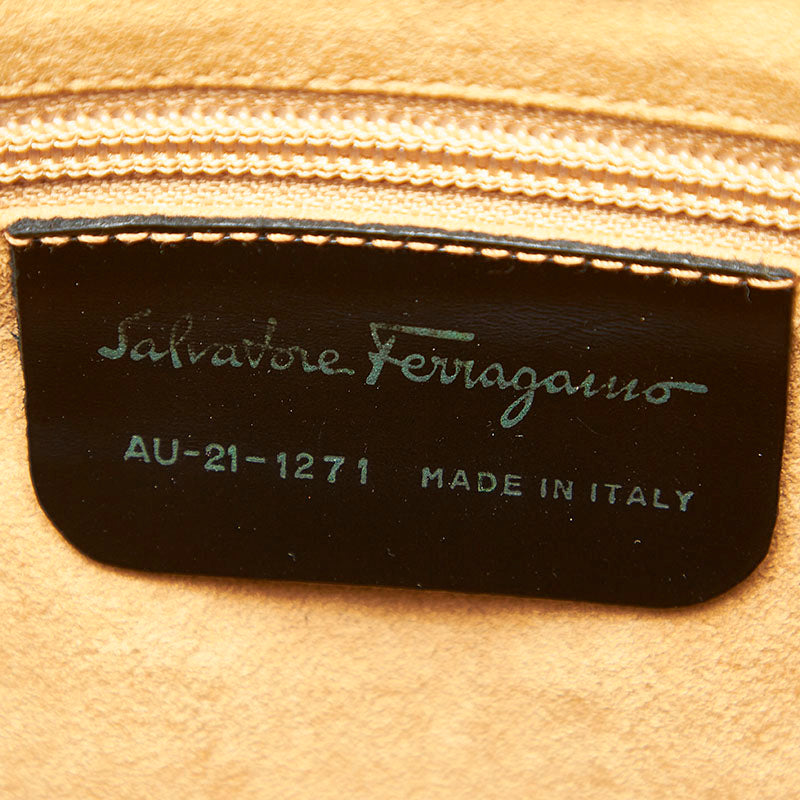 Salvatore Ferragamo
AU-21-1271 MADE IN ITALY